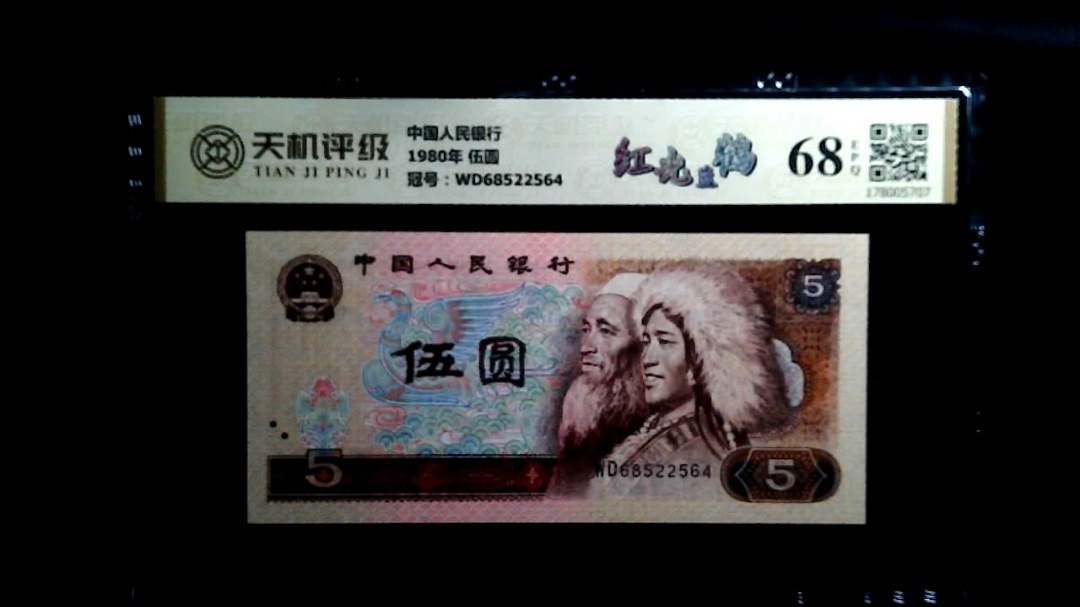 天机评级
TIAN JI PING JI
中国人民银行
1980年 伍圆
冠号：WD68522564
红光蓝鹤
68
EPQ
178005707
中国人民银行
5
伍圆
5
WD68522564
5